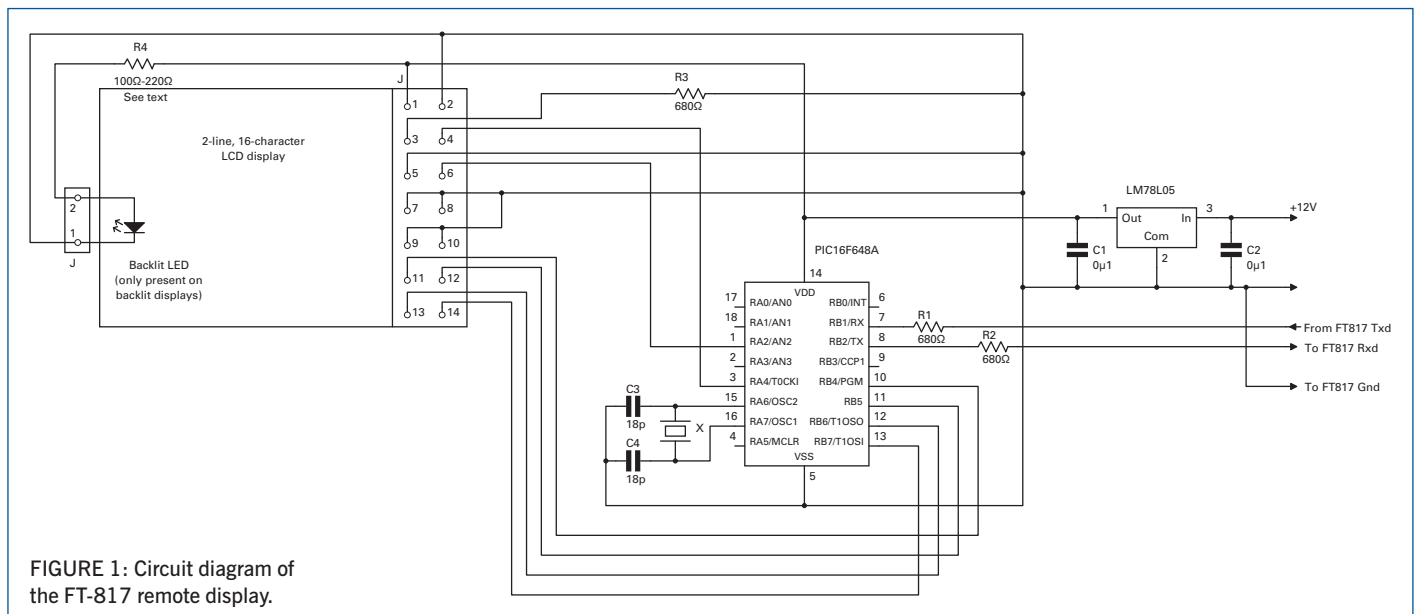 R4
100Ω-220Ω
See text
J
1 2
3 4
5 6
7 8
9 10
11 12
13 14
2-line, 16-character
LCD display
2
1
J
Backlit LED
(only present on
backlit displays)
R3
680Ω
LM78L05
1 Out In 3
Com
2
+12V
C1
0µ1
C2
0µ1
PIC16F648A
14
VDD
17 RA0/AN0 RB0/INT 6
18 RA1/AN1 RB1/RX 7
1 RA2/AN2 RB2/TX 8
2 RA3/AN3 RB3/CCP1 9
3 RA4/T0CKI RB4/PGM 10
15 RA6/OSC2 RB5 11
16 RA7/OSC1 RB6/T1OSO 12
4 RA5/MCLR RB7/T1OSI 13
VSS
5
R1
680Ω
R2
680Ω
From FT817 Txd
To FT817 Rxd
To FT817 Gnd
C3
18p
X
C4
18p
FIGURE 1: Circuit diagram of
the FT-817 remote display.